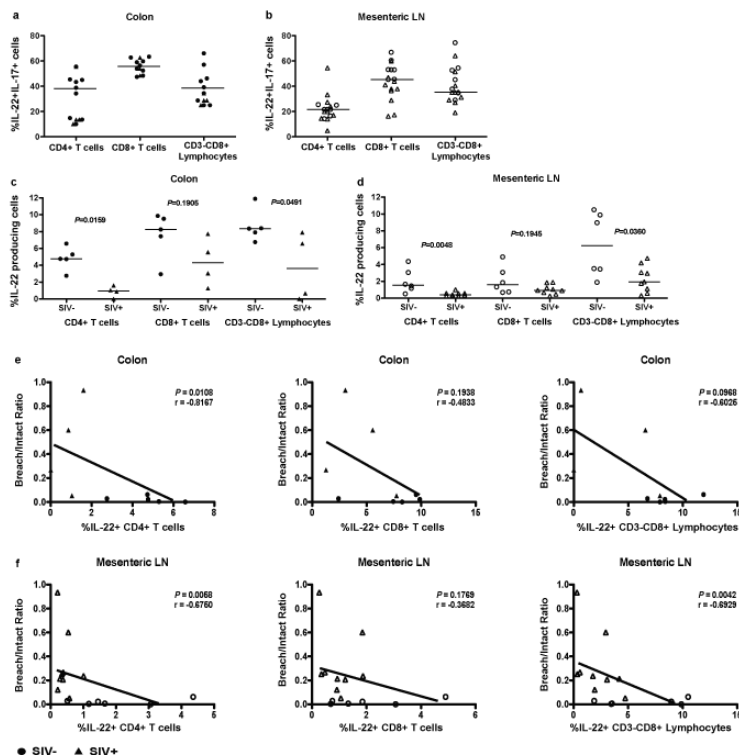 a
Colon
%IL-22+IL-17+ cells
80
60
40
20
0
CD4+ T cells
CD8+ T cells
CD3-CD8+
Lymphocytes
b
Mesenteric LN
%IL-22+IL-17+ cells
80
60
40
20
0
CD4+ T cells
CD8+ T cells
CD3-CD8+
Lymphocytes
c
Colon
%IL-22 producing cells
12
10
8
6
4
2
0
P=0.0159
P=0.1905
P=0.0491
SIV- SIV+ SIV- SIV+ SIV- SIV+
CD4+ T cells CD8+ T cells CD3-CD8+ Lymphocytes
d
Mesenteric LN
%IL-22 producing cells
12
10
8
6
4
2
0
P=0.0048
P=0.1945
P=0.0360
SIV- SIV+ SIV- SIV+ SIV- SIV+
CD4+ T cells CD8+ T cells CD3-CD8+ Lymphocytes
e
Colon
Breach/Intact Ratio
1.0
0.8
0.6
0.4
0.2
0.0
P = 0.0108
r = -0.8167
0 2 4 6 8
%IL-22+ CD4+ T cells
Colon
Breach/Intact Ratio
1.0
0.8
0.6
0.4
0.2
0.0
P = 0.1938
r = -0.4833
0 5 10 15
%IL-22+ CD8+ T cells
Colon
Breach/Intact Ratio
1.0
0.8
0.6
0.4
0.2
0.0
P = 0.0968
r = -0.6026
0 5 10 15
%IL-22+ CD3-CD8+ Lymphocytes
f
Mesenteric LN
Breach/Intact Ratio
1.0
0.8
0.6
0.4
0.2
0.0
P = 0.0058
r = -0.6750
0 1 2 3 4 5
%IL-22+ CD4+ T cells
Mesenteric LN
Breach/Intact Ratio
1.0
0.8
0.6
0.4
0.2
0.0
P = 0.1769
r = -0.3682
0 2 4 6
%IL-22+ CD8+ T cells
Mesenteric LN
Breach/Intact Ratio
1.0
0.8
0.6
0.4
0.2
0.0
P = 0.0042
r = -0.6929
0 5 10 15
%IL-22+ CD3-CD8+ Lymphocytes
SIV- SIV+